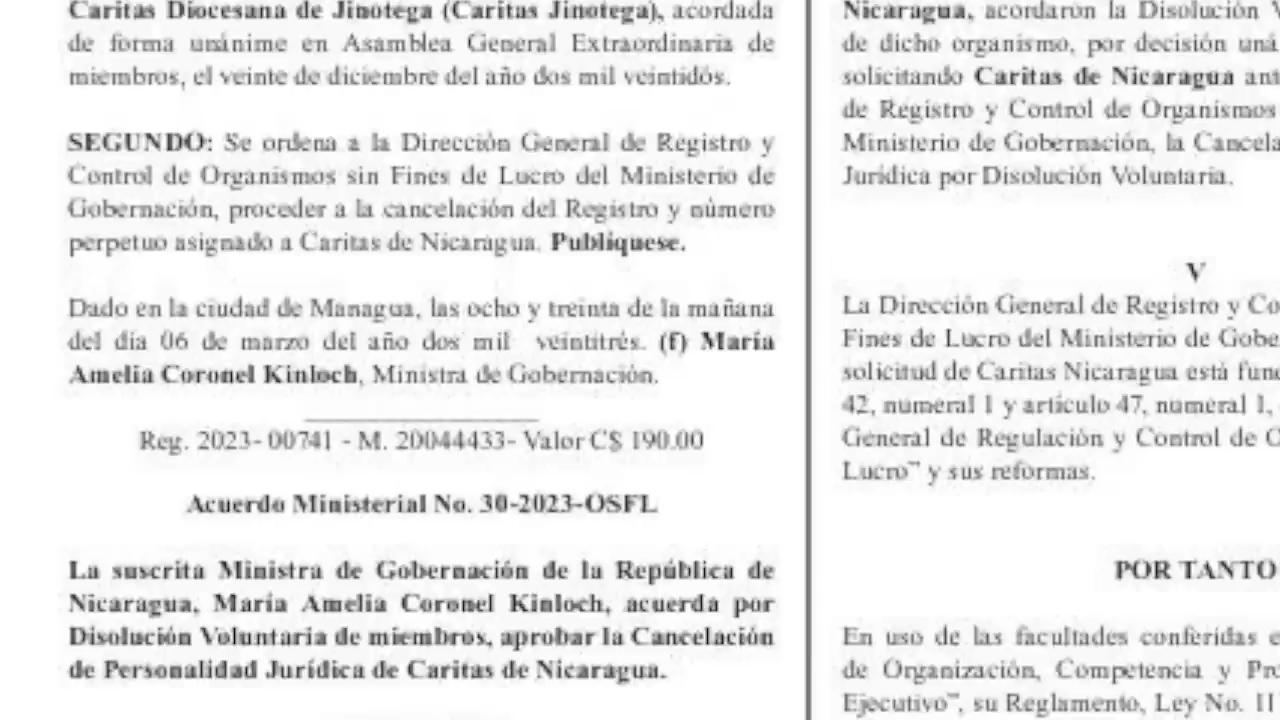 Caritas Diocesana de Jinotega (Caritas Jinotega), acordada
de forma unánime en Asamblea General Extraordinaria de
miembros, el veinte de diciembre del año dos mil veintidós.
SEGUNDO: Se ordena a la Dirección General de Registro y
Control de Organismos sin Fines de Lucro del Ministerio de
Gobernación, proceder a la cancelación del Registro y número
perpetuo asignado a Caritas de Nicaragua. Publíquese.
Dado en la ciudad de Managua, las ocho y treinta de la mañana
del día 06 de marzo del año dos mil veintitrés. (f) María
Amelia Coronel Kinloch, Ministra de Gobernación.
Reg. 2023- 00741 - M. 20044433- Valor C$ 190.00
Acuerdo Ministerial No. 30-2023-OSFL
La suscrita Ministra de Gobernación de la República de
Nicaragua, María Amelia Coronel Kinloch, acuerda por
Disolución Voluntaria de miembros, aprobar la Cancelación
de Personalidad Jurídica de Caritas de Nicaragua.
Nicaragua, acordaron la Disolución V
de dicho organismo, por decisión uná
solicitando Caritas de Nicaragua ant
de Registro y Control de Organismos
Ministerio de Gobernación, la Cancela
Jurídica por Disolución Voluntaria.
V
La Dirección General de Registro y Co
Fines de Lucro del Ministerio de Gobe
solicitud de Caritas Nicaragua está fund
42, numeral 1 y artículo 47, numeral 1,
General de Regulación y Control de O
Lucro" y sus reformas.
POR TANTO
En uso de las facultades conferidas e
de Organización, Competencia y Pro
Ejecutivo", su Reglamento, Ley No. 11